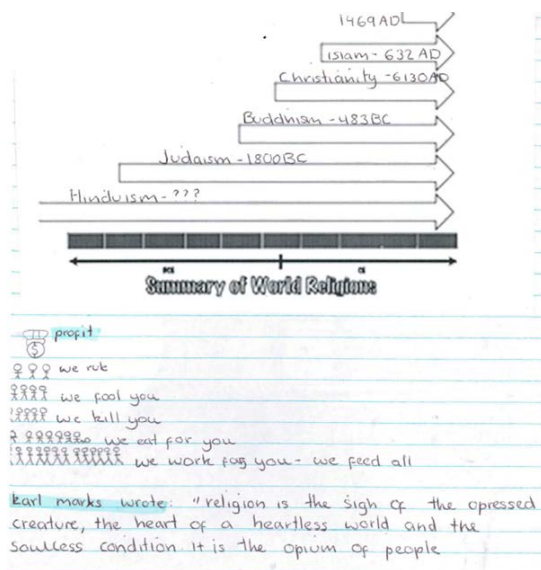 1469AD
Islam - 632 AD
Christianity - 6130AD
Buddhism - 483BC
Judaism - 1800BC
Hinduism - ???
BCE CE
Summary of World Religions
profit
$
we rule
we fool you
we kill you
we eat for you
we work for you - we feed all
karl marks wrote: "religion is the sigh of the opressed
creature, the heart of a heartless world and the
soulless condition it is the opium of people